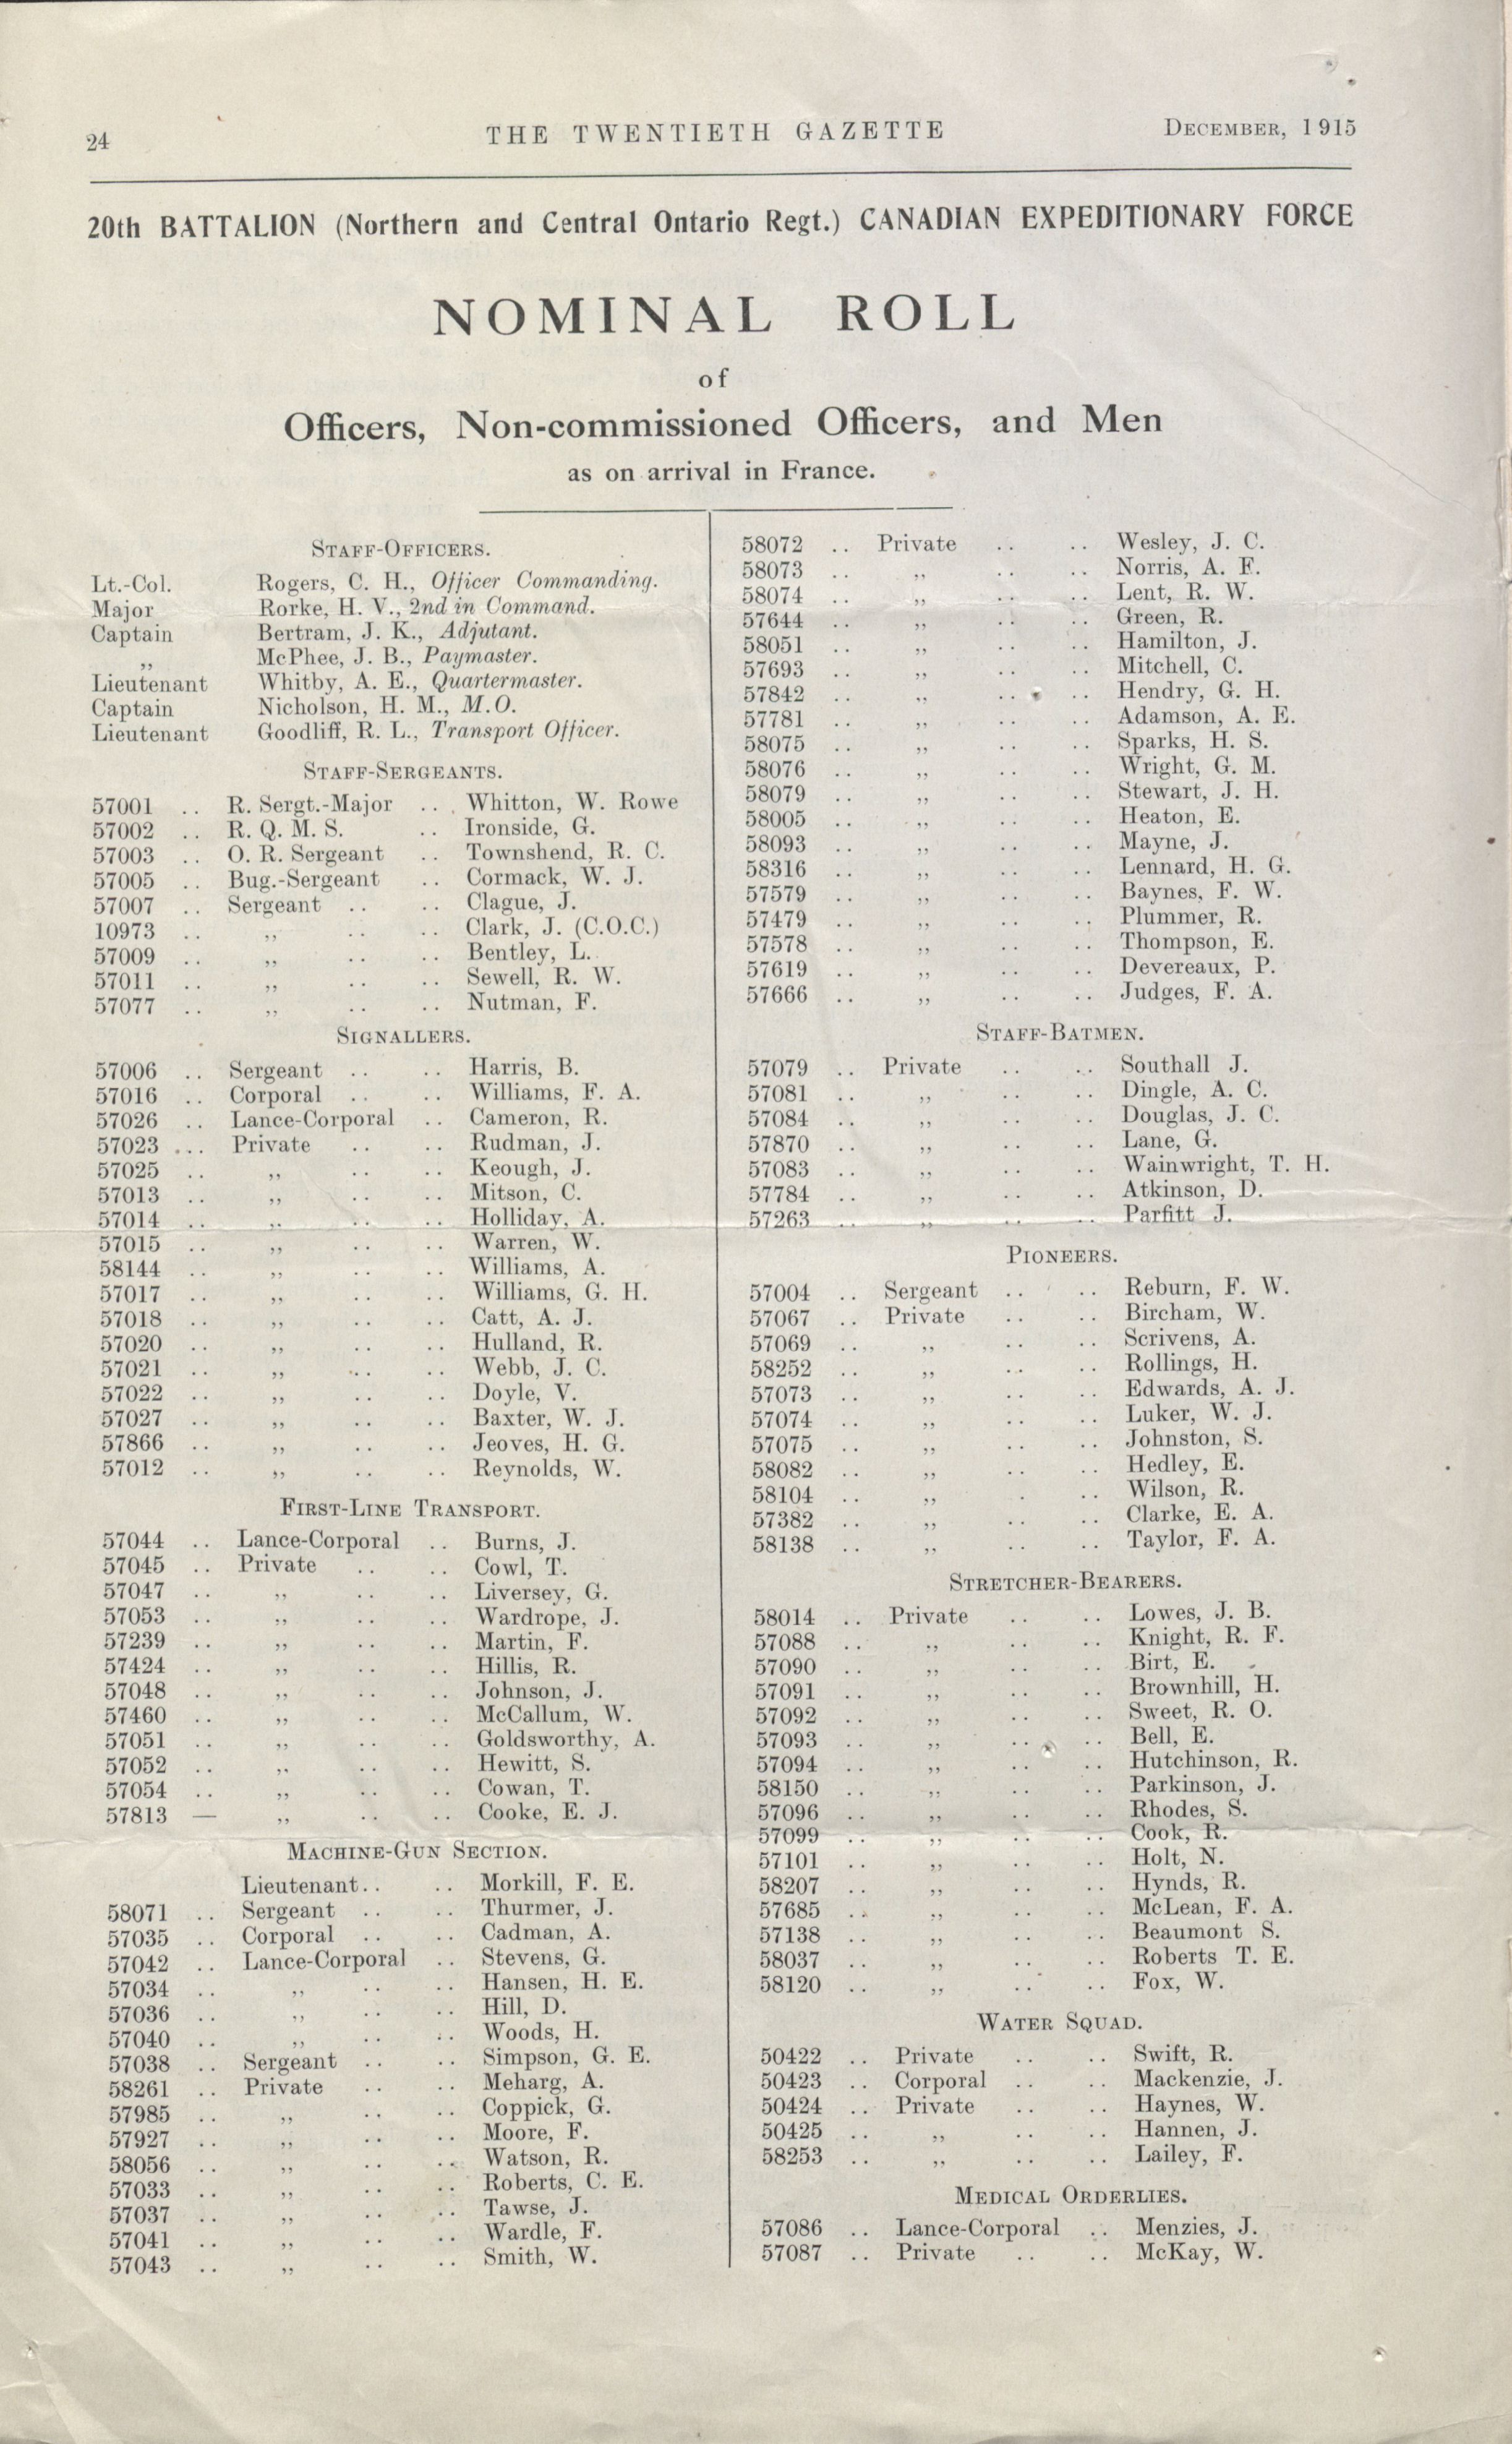 24 THE TWENTIETH GAZETTE DECEMBER, 1915
20th BATTALION (Northern and Central Ontario Regt.) CANADIAN EXPEDITIONARY FORCE
NOMINAL ROLL
of
Officers, Non-commissioned Officers, and Men
as on arrival in France.
STAFF-OFFICERS.
Lt.-Col. Rogers, C. H., Officer Commanding.
Major Rorke, H. V., 2nd in Command.
Captain Bertram, J. K., Adjutant.
,, McPhee, J. B., Paymaster.
Lieutenant Whitby, A. E., Quartermaster.
Captain Nicholson, H. M., M.O.
Lieutenant Goodliff, R. L., Transport Officer.
STAFF-SERGEANTS.
57001 .. R. Sergt.-Major .. Whitton, W. Rowe
57002 .. R. Q. M. S. .. Ironside, G.
57003 .. O. R. Sergeant .. Townshend, R. C.
57005 .. Bug.-Sergeant .. Cormack, W. J.
57007 .. Sergeant .. .. Clague, J.
10973 .. ,, .. .. Clark, J. (C.O.C.)
57009 .. ,, .. .. Bentley, L.
57011 .. ,, .. .. Sewell, R. W.
57077 .. ,, .. .. Nutman, F.
SIGNALLERS.
57006 .. Sergeant .. .. Harris, B.
57016 .. Corporal .. .. Williams, F. A.
57026 .. Lance-Corporal .. Cameron, R.
57023 ... Private .. .. Rudman, J.
57025 .. ,, .. .. Keough, J.
57013 .. ,, .. .. Mitson, C.
57014 .. ,, .. .. Holliday, A.
57015 .. ,, .. .. Warren, W.
58144 .. ,, .. .. Williams, A.
57017 .. ,, .. .. Williams, G. H.
57018 .. ,, .. .. Catt, A. J.
57020 .. ,, .. .. Hulland, R.
57021 .. ,, .. .. Webb, J. C.
57022 .. ,, .. .. Doyle, V.
57027 .. ,, .. .. Baxter, W. J.
57866 .. ,, .. .. Jeoves, H. G.
57012 .. ,, .. .. Reynolds, W.
FIRST-LINE TRANSPORT.
57044 .. Lance-Corporal .. Burns, J.
57045 .. Private .. .. Cowl, T.
57047 .. ,, .. .. Liversey, G.
57053 .. ,, .. .. Wardrope, J.
57239 .. ,, .. .. Martin, F.
57424 .. ,, .. .. Hillis, R.
57048 .. ,, .. .. Johnson, J.
57460 .. ,, .. .. McCallum, W.
57051 .. ,, .. .. Goldsworthy, A.
57052 .. ,, .. .. Hewitt, S.
57054 .. ,, .. .. Cowan, T.
57813 — ,, .. .. Cooke, E. J.
MACHINE-GUN SECTION.
Lieutenant.. .. Morkill, F. E.
58071 .. Sergeant .. .. Thurmer, J.
57035 .. Corporal .. .. Cadman, A.
57042 .. Lance-Corporal .. Stevens, G.
57034 .. ,, .. .. Hansen, H. E.
57036 .. ,, .. .. Hill, D.
57040 .. ,, .. .. Woods, H.
57038 .. Sergeant .. .. Simpson, G. E.
58261 .. Private .. .. Meharg, A.
57985 .. ,, .. .. Coppick, G.
57927 .. ,, .. .. Moore, F.
58056 .. ,, .. .. Watson, R.
57033 .. ,, .. .. Roberts, C. E.
57037 .. ,, .. .. Tawse, J.
57041 .. ,, .. .. Wardle, F.
57043 .. ,, .. .. Smith, W.
58072 .. Private .. .. Wesley, J. C.
58073 .. ,, .. .. Norris, A. F.
58074 .. ,, .. .. Lent, R. W.
57644 .. ,, .. .. Green, R.
58051 .. ,, .. .. Hamilton, J.
57693 .. ,, .. .. Mitchell, C.
57842 .. ,, .. .. Hendry, G. H.
57781 .. ,, .. .. Adamson, A. E.
58075 .. ,, .. .. Sparks, H. S.
58076 .. ,, .. .. Wright, G. M.
58079 .. ,, .. .. Stewart, J. H.
58005 .. ,, .. .. Heaton, E.
58093 .. ,, .. .. Mayne, J.
58316 .. ,, .. .. Lennard, H. G.
57579 .. ,, .. .. Baynes, F. W.
57479 .. ,, .. .. Plummer, R.
57578 .. ,, .. .. Thompson, E.
57619 .. ,, .. .. Devereaux, P.
57666 .. ,, .. .. Judges, F. A.
STAFF-BATMEN.
57079 .. Private .. .. Southall J.
57081 .. ,, .. .. Dingle, A. C.
57084 .. ,, .. .. Douglas, J. C.
57870 .. ,, .. .. Lane, G.
57083 .. ,, .. .. Wainwright, T. H.
57784 .. ,, .. .. Atkinson, D.
57263 .. ,, .. .. Parfitt J.
PIONEERS.
57004 .. Sergeant .. .. Reburn, F. W.
57067 .. Private .. .. Bircham, W.
57069 .. ,, .. .. Scrivens, A.
58252 .. ,, .. .. Rollings, H.
57073 .. ,, .. .. Edwards, A. J.
57074 .. ,, .. .. Luker, W. J.
57075 .. ,, .. .. Johnston, S.
58082 .. ,, .. .. Hedley, E.
58104 .. ,, . .. Wilson, R.
57382 .. ,, .. .. Clarke, E. A.
58138 .. ,, .. .. Taylor, F. A.
STRETCHER-BEARERS.
58014 .. Private .. .. Lowes, J. B.
57088 .. ,, .. .. Knight, R. F.
57090 .. ,, .. .. Birt, E.
57091 .. ,, .. .. Brownhill, H.
57092 .. ,, .. .. Sweet, R. O.
57093 .. ,, .. .. Bell, E.
57094 .. ,, .. .. Hutchinson, R.
58150 .. ,, .. .. Parkinson, J.
57096 .. ,, .. .. Rhodes, S.
57099 .. ,, .. .. Cook, R.
57101 .. ,, .. .. Holt, N.
58207 .. ,, .. .. Hynds, R.
57685 .. ,, .. .. McLean, F. A.
57138 .. ,, .. .. Beaumont S.
58037 .. ,, .. .. Roberts T. E.
58120 .. ,, .. .. Fox, W.
WATER SQUAD.
50422 .. Private .. .. Swift, R.
50423 .. Corporal .. .. Mackenzie, J.
50424 .. Private .. .. Haynes, W.
50425 .. ,, .. .. Hannen, J.
58253 .. ,, .. .. Lailey, F.
MEDICAL ORDERLIES.
57086 .. Lance-Corporal .. Menzies, J.
57087 .. Private .. .. McKay, W.